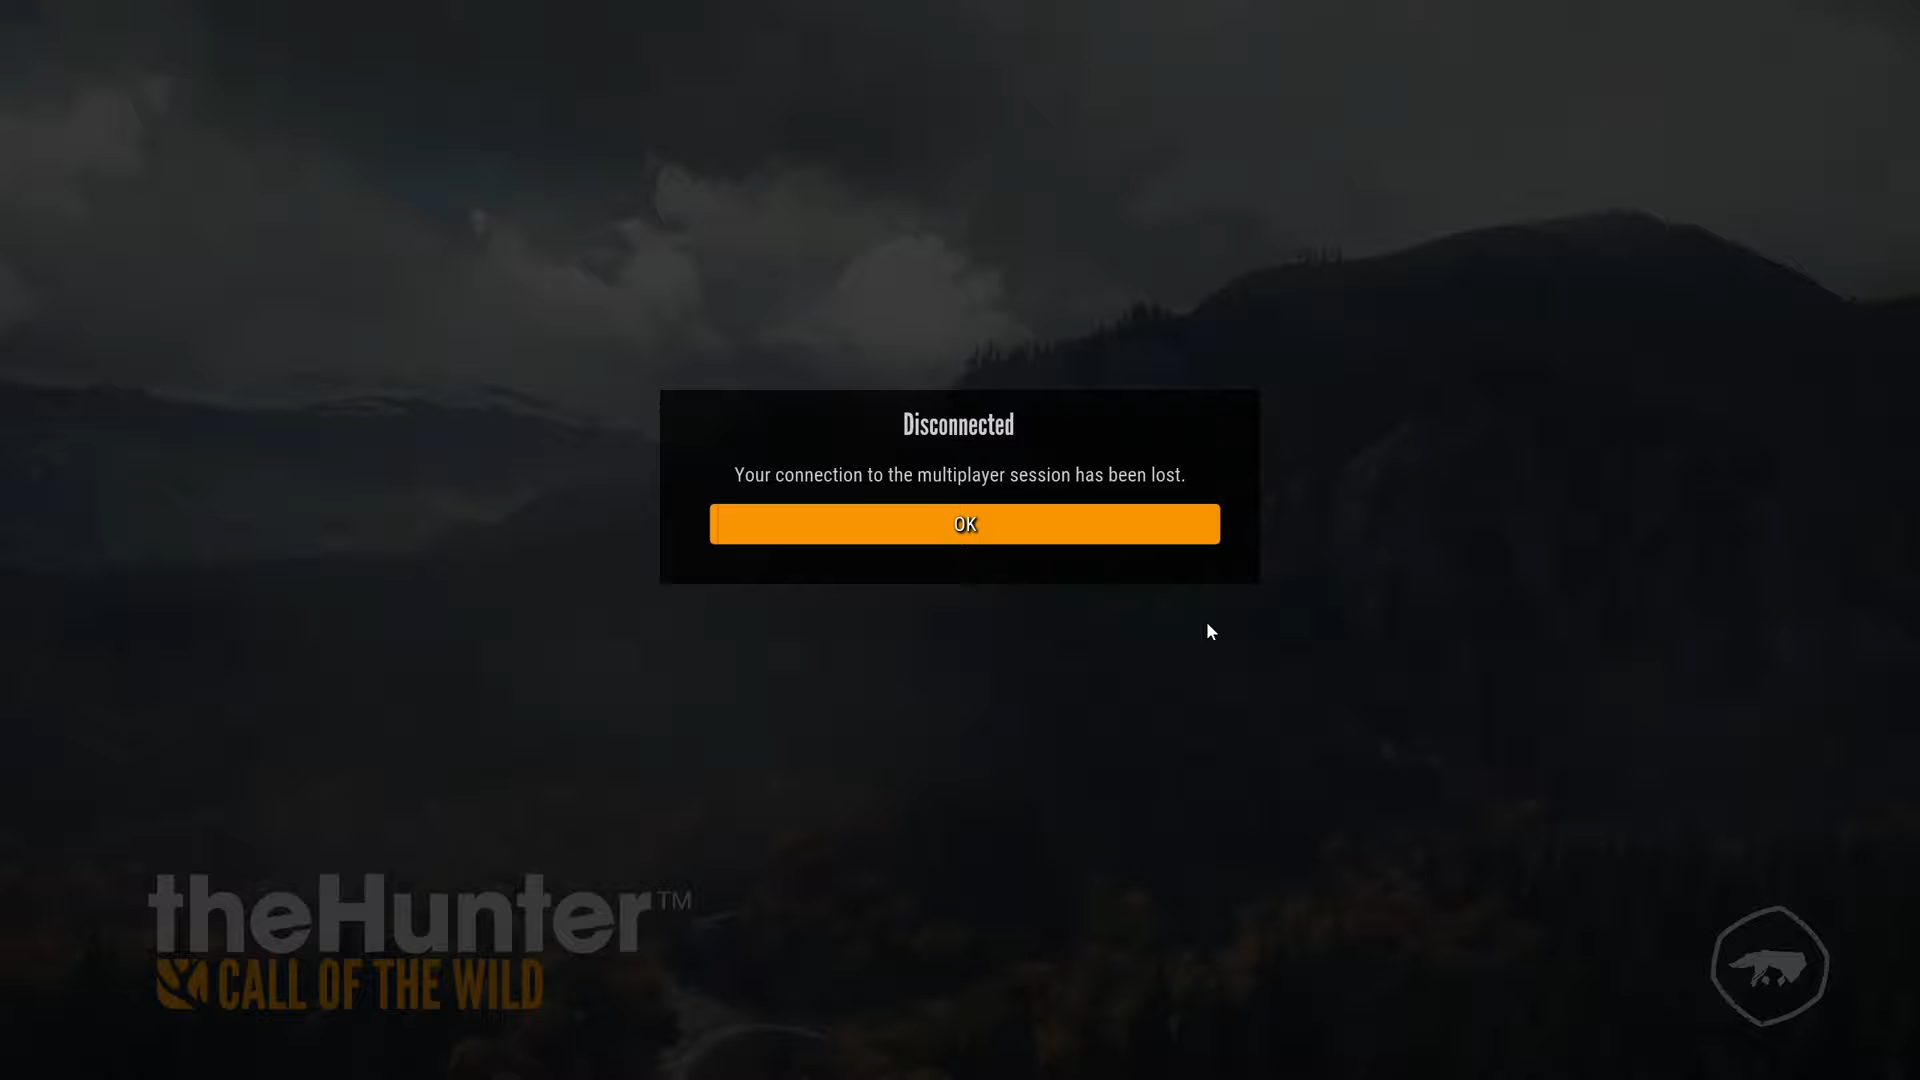 Disconnected
Your connection to the multiplayer session has been lost.
OK
theHunter™
CALL OF THE WILD